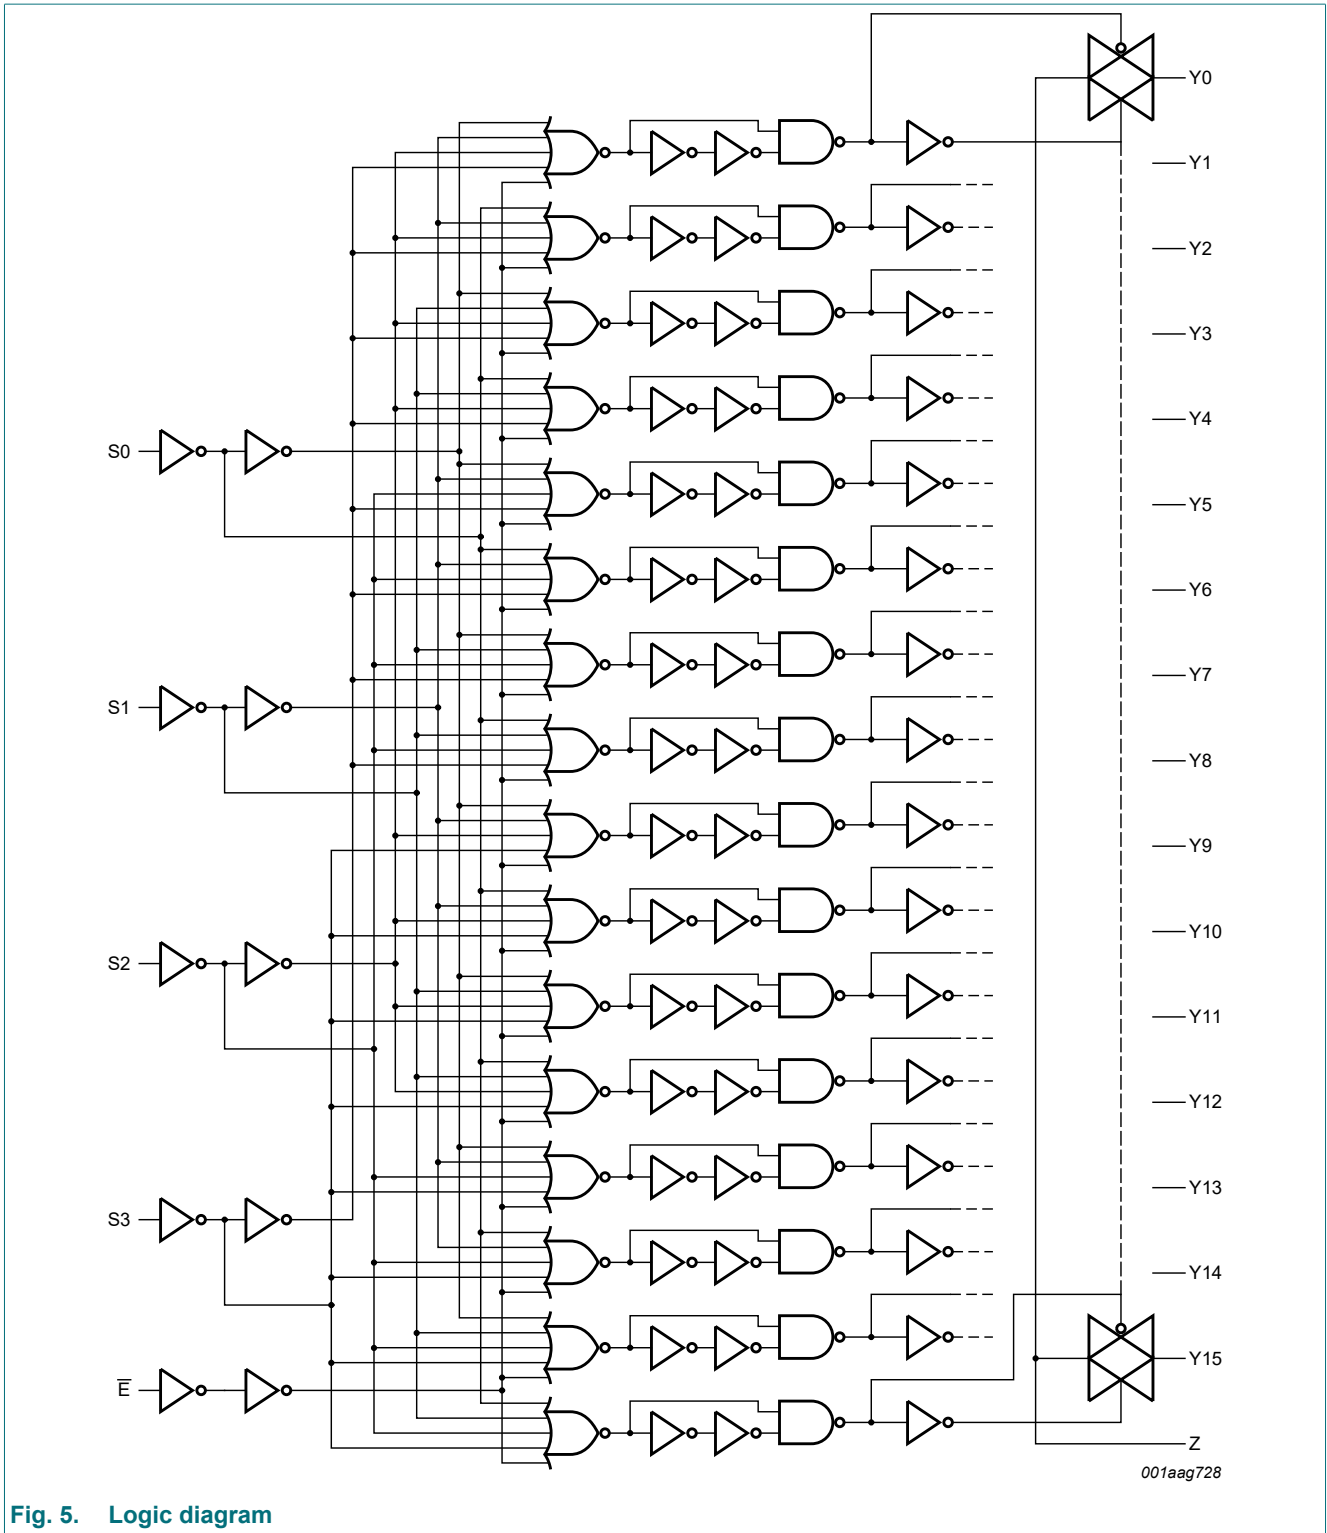 Y0
Y1
Y2
Y3
Y4
S0
Y5
Y6
Y7
S1
Y8
Y9
Y10
S2
Y11
Y12
Y13
S3
Y14
Y15
E̅
Z
001aag728
Fig. 5. Logic diagram